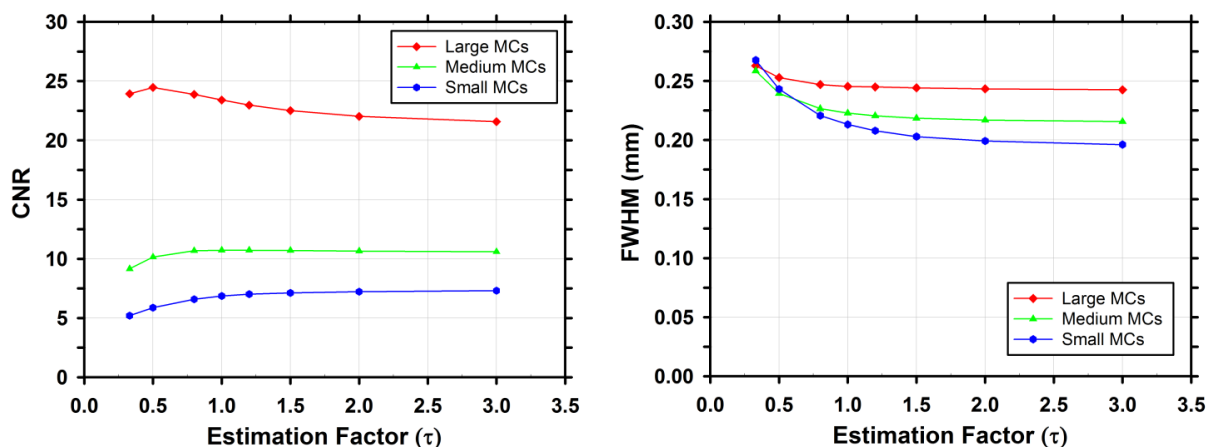 30
25
20
15
10
5
0
CNR
Large MCs
Medium MCs
Small MCs
0.0 0.5 1.0 1.5 2.0 2.5 3.0 3.5
Estimation Factor (τ)
0.30
0.25
0.20
0.15
0.10
0.05
0.00
FWHM (mm)
Large MCs
Medium MCs
Small MCs
0.0 0.5 1.0 1.5 2.0 2.5 3.0 3.5
Estimation Factor (τ)